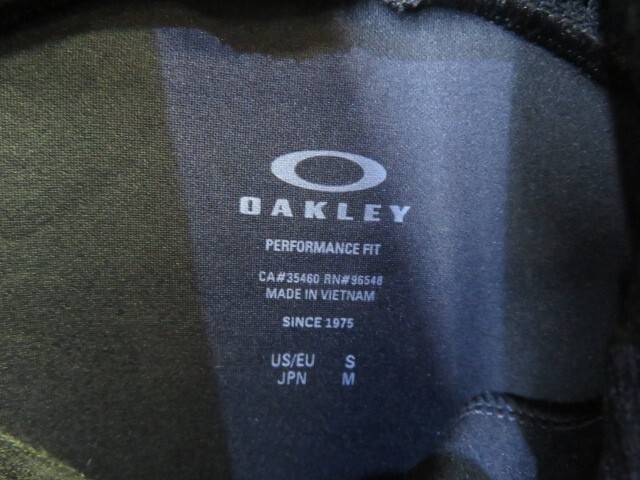 OAKLEY
PERFORMANCE FIT
CA#35460 RN#96548
MADE IN VIETNAM
SINCE 1975
US/EU S
JPN M